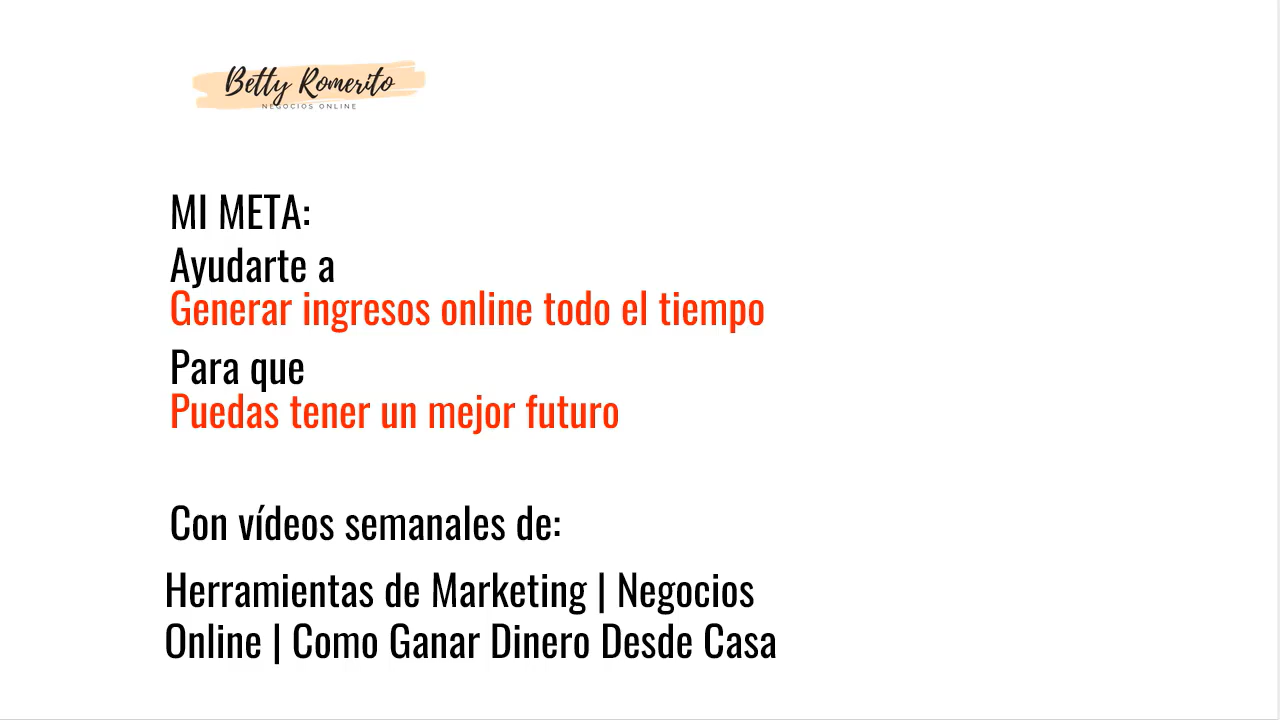 Betty Romerito
NEGOCIOS ONLINE
MI META:
Ayudarte a
Generar ingresos online todo el tiempo
Para que
Puedas tener un mejor futuro
Con vídeos semanales de:
Herramientas de Marketing | Negocios
Online | Como Ganar Dinero Desde Casa